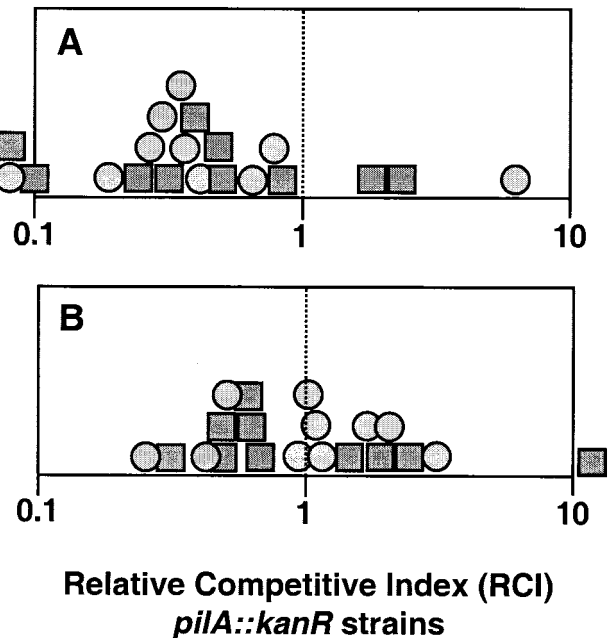 A
0.1 1 10
B
0.1 1 10
Relative Competitive Index (RCI)
pilA::kanR strains